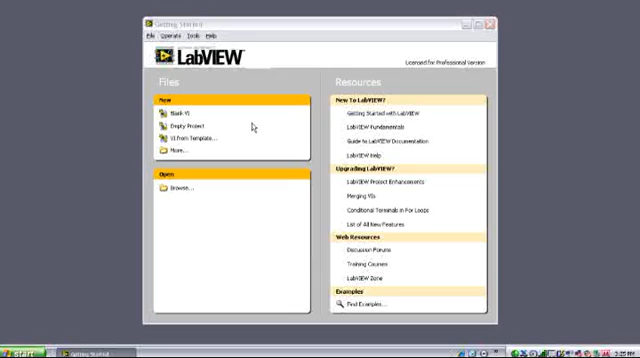 Getting Started
File Operate Tools Help
LabVIEW
Licensed for Professional Version
Files
New
Blank VI
Empty Project
VI from Template...
More...
Open
Browse...
Resources
New To LabVIEW?
Getting Started with LabVIEW
LabVIEW Fundamentals
Guide to LabVIEW Documentation
LabVIEW Help
Upgrading LabVIEW?
LabVIEW Project Enhancements
Merging VIs
Conditional Terminals in For Loops
List of All New Features
Web Resources
Discussion Forums
Training Courses
LabVIEW Zone
Examples
Find Examples...
start
Getting Started